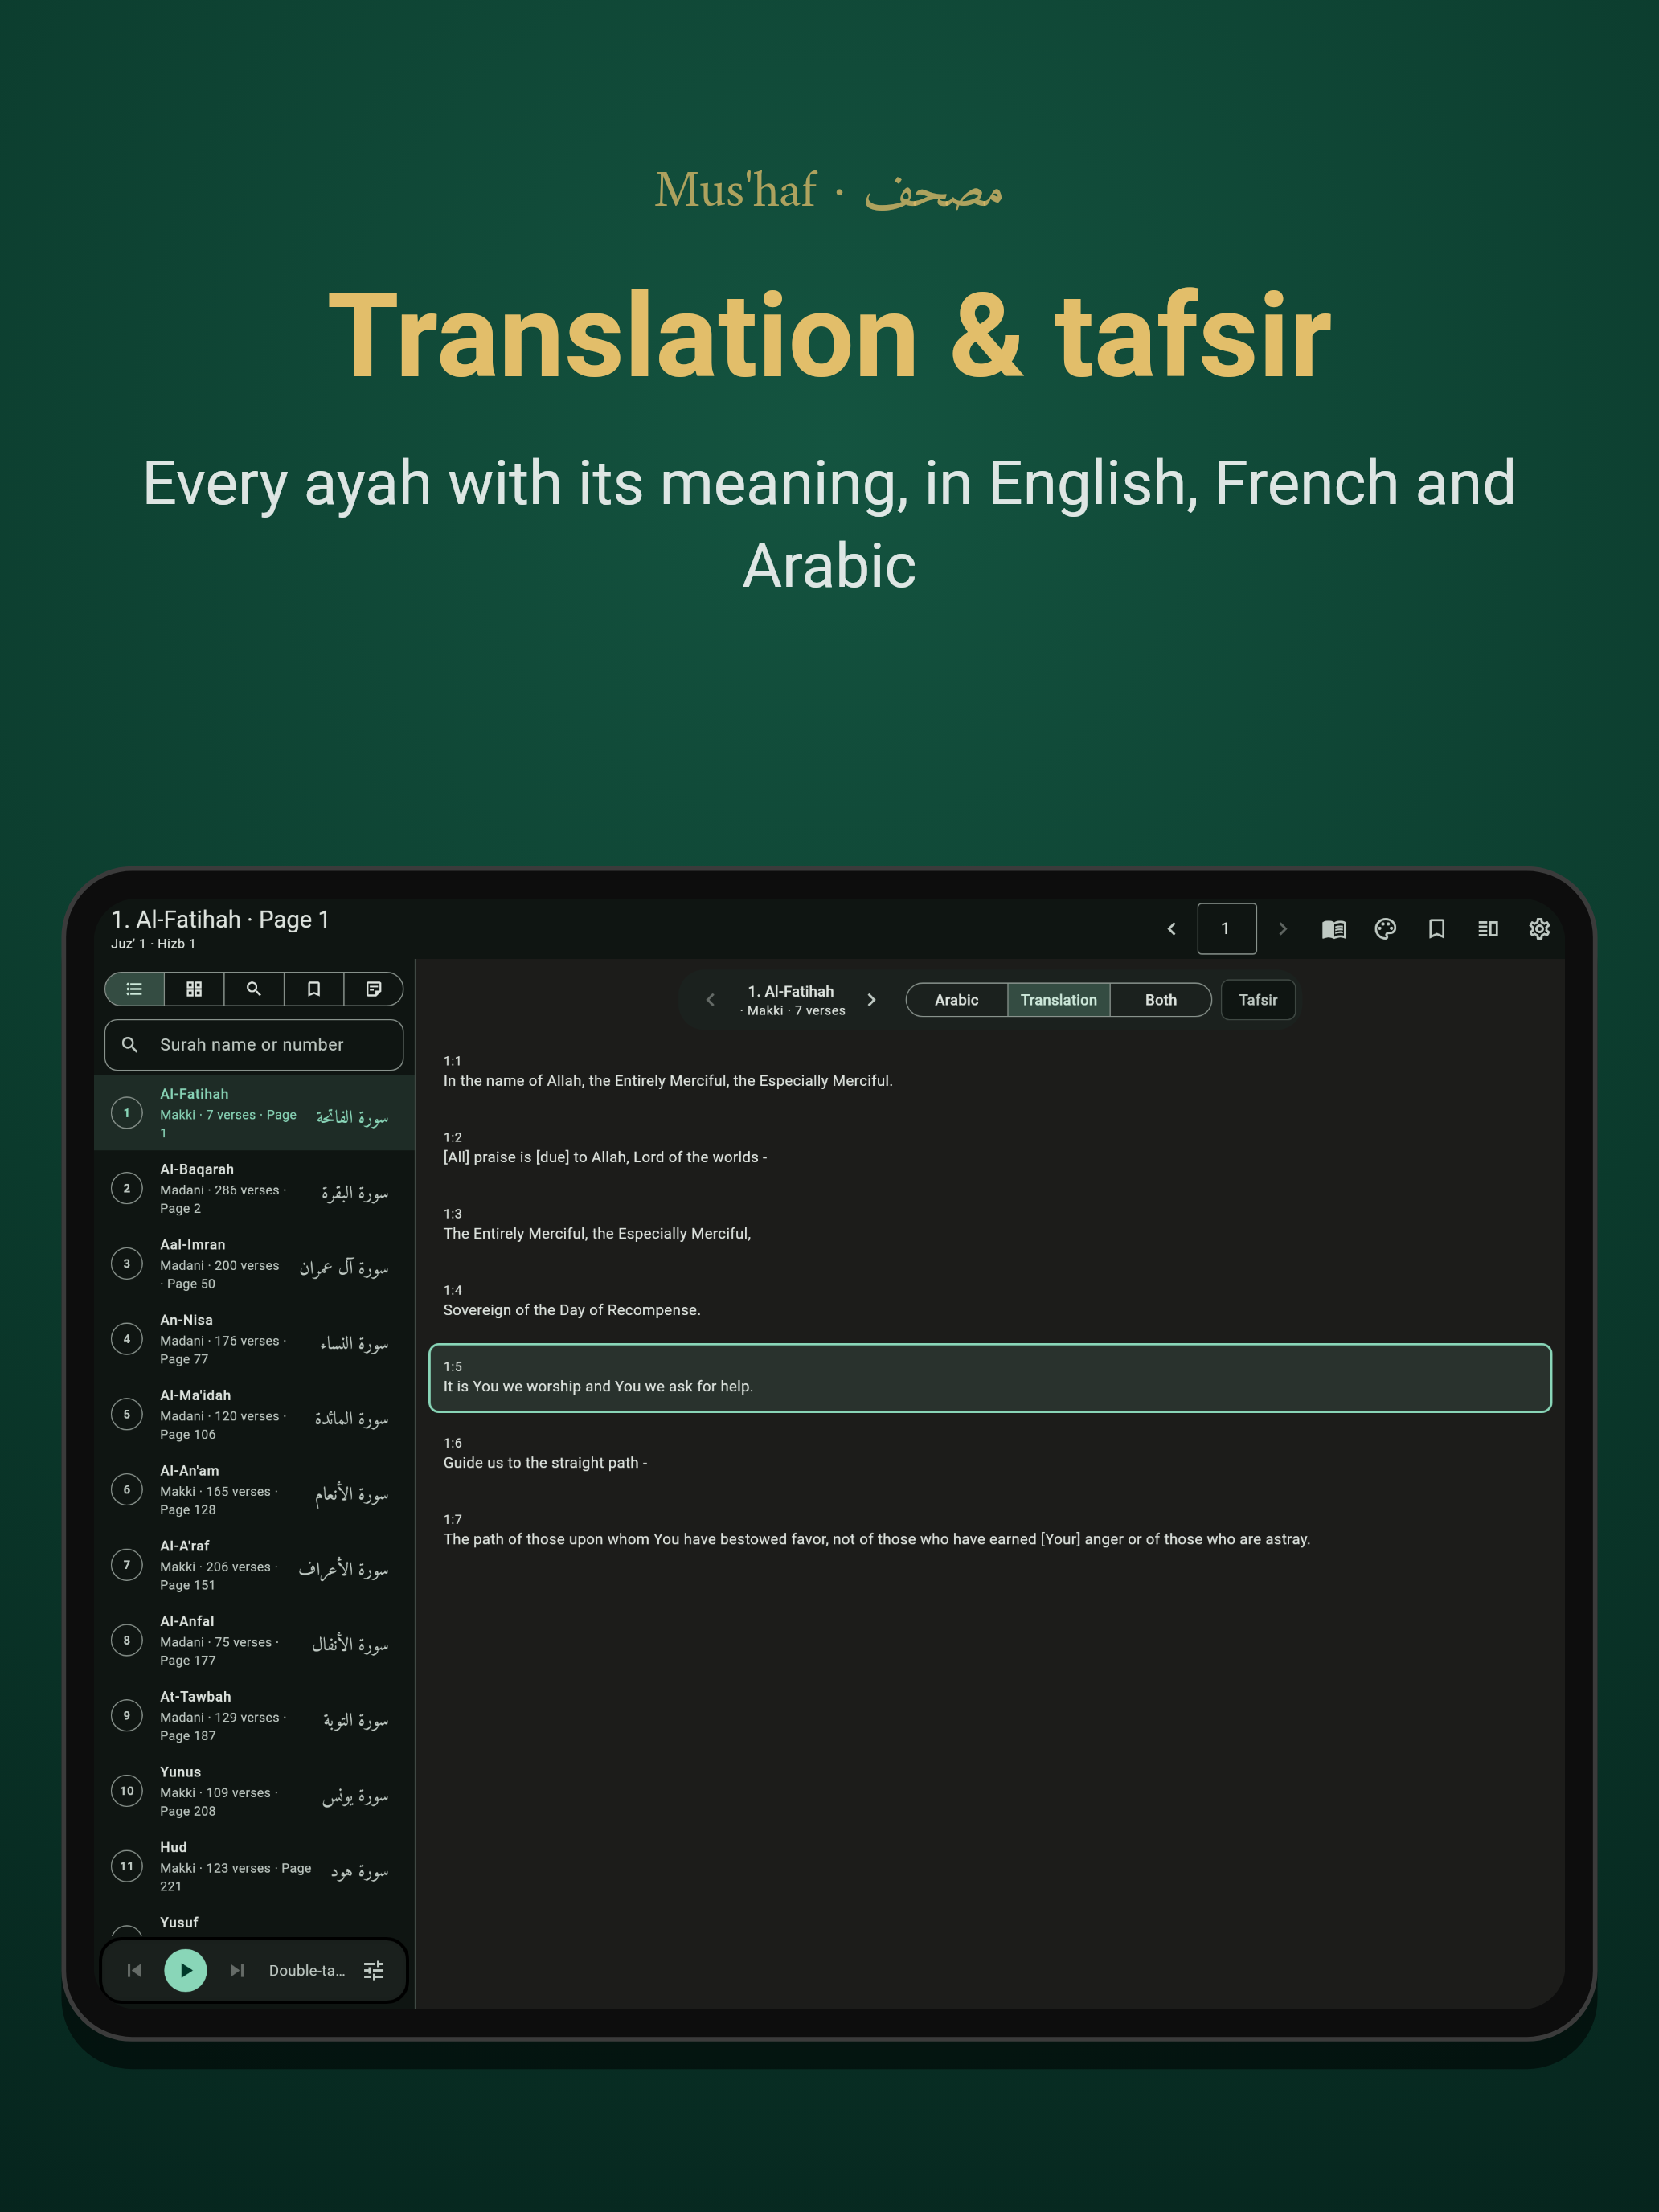 Mus'haf · مصحف
Translation & tafsir
Every ayah with its meaning, in English, French and
Arabic
1. Al-Fatihah · Page 1
Juz' 1 · Hizb 1
1
Surah name or number
1
Al-Fatihah
Makki · 7 verses · Page
1
سورة الفاتحة
2
Al-Baqarah
Madani · 286 verses ·
Page 2
سورة البقرة
3
Aal-Imran
Madani · 200 verses
· Page 50
سورة آل عمران
4
An-Nisa
Madani · 176 verses ·
Page 77
سورة النساء
5
Al-Ma'idah
Madani · 120 verses ·
Page 106
سورة المائدة
6
Al-An'am
Makki · 165 verses ·
Page 128
سورة الأنعام
7
Al-A'raf
Makki · 206 verses ·
Page 151
سورة الأعراف
8
Al-Anfal
Madani · 75 verses ·
Page 177
سورة الأنفال
9
At-Tawbah
Madani · 129 verses ·
Page 187
سورة التوبة
10
Yunus
Makki · 109 verses ·
Page 208
سورة يونس
11
Hud
Makki · 123 verses · Page
221
سورة هود
Yusuf
Double-ta...
1. Al-Fatihah
· Makki · 7 verses
Arabic
Translation
Both
Tafsir
1:1
In the name of Allah, the Entirely Merciful, the Especially Merciful.
1:2
[All] praise is [due] to Allah, Lord of the worlds -
1:3
The Entirely Merciful, the Especially Merciful,
1:4
Sovereign of the Day of Recompense.
1:5
It is You we worship and You we ask for help.
1:6
Guide us to the straight path -
1:7
The path of those upon whom You have bestowed favor, not of those who have earned [Your] anger or of those who are astray.